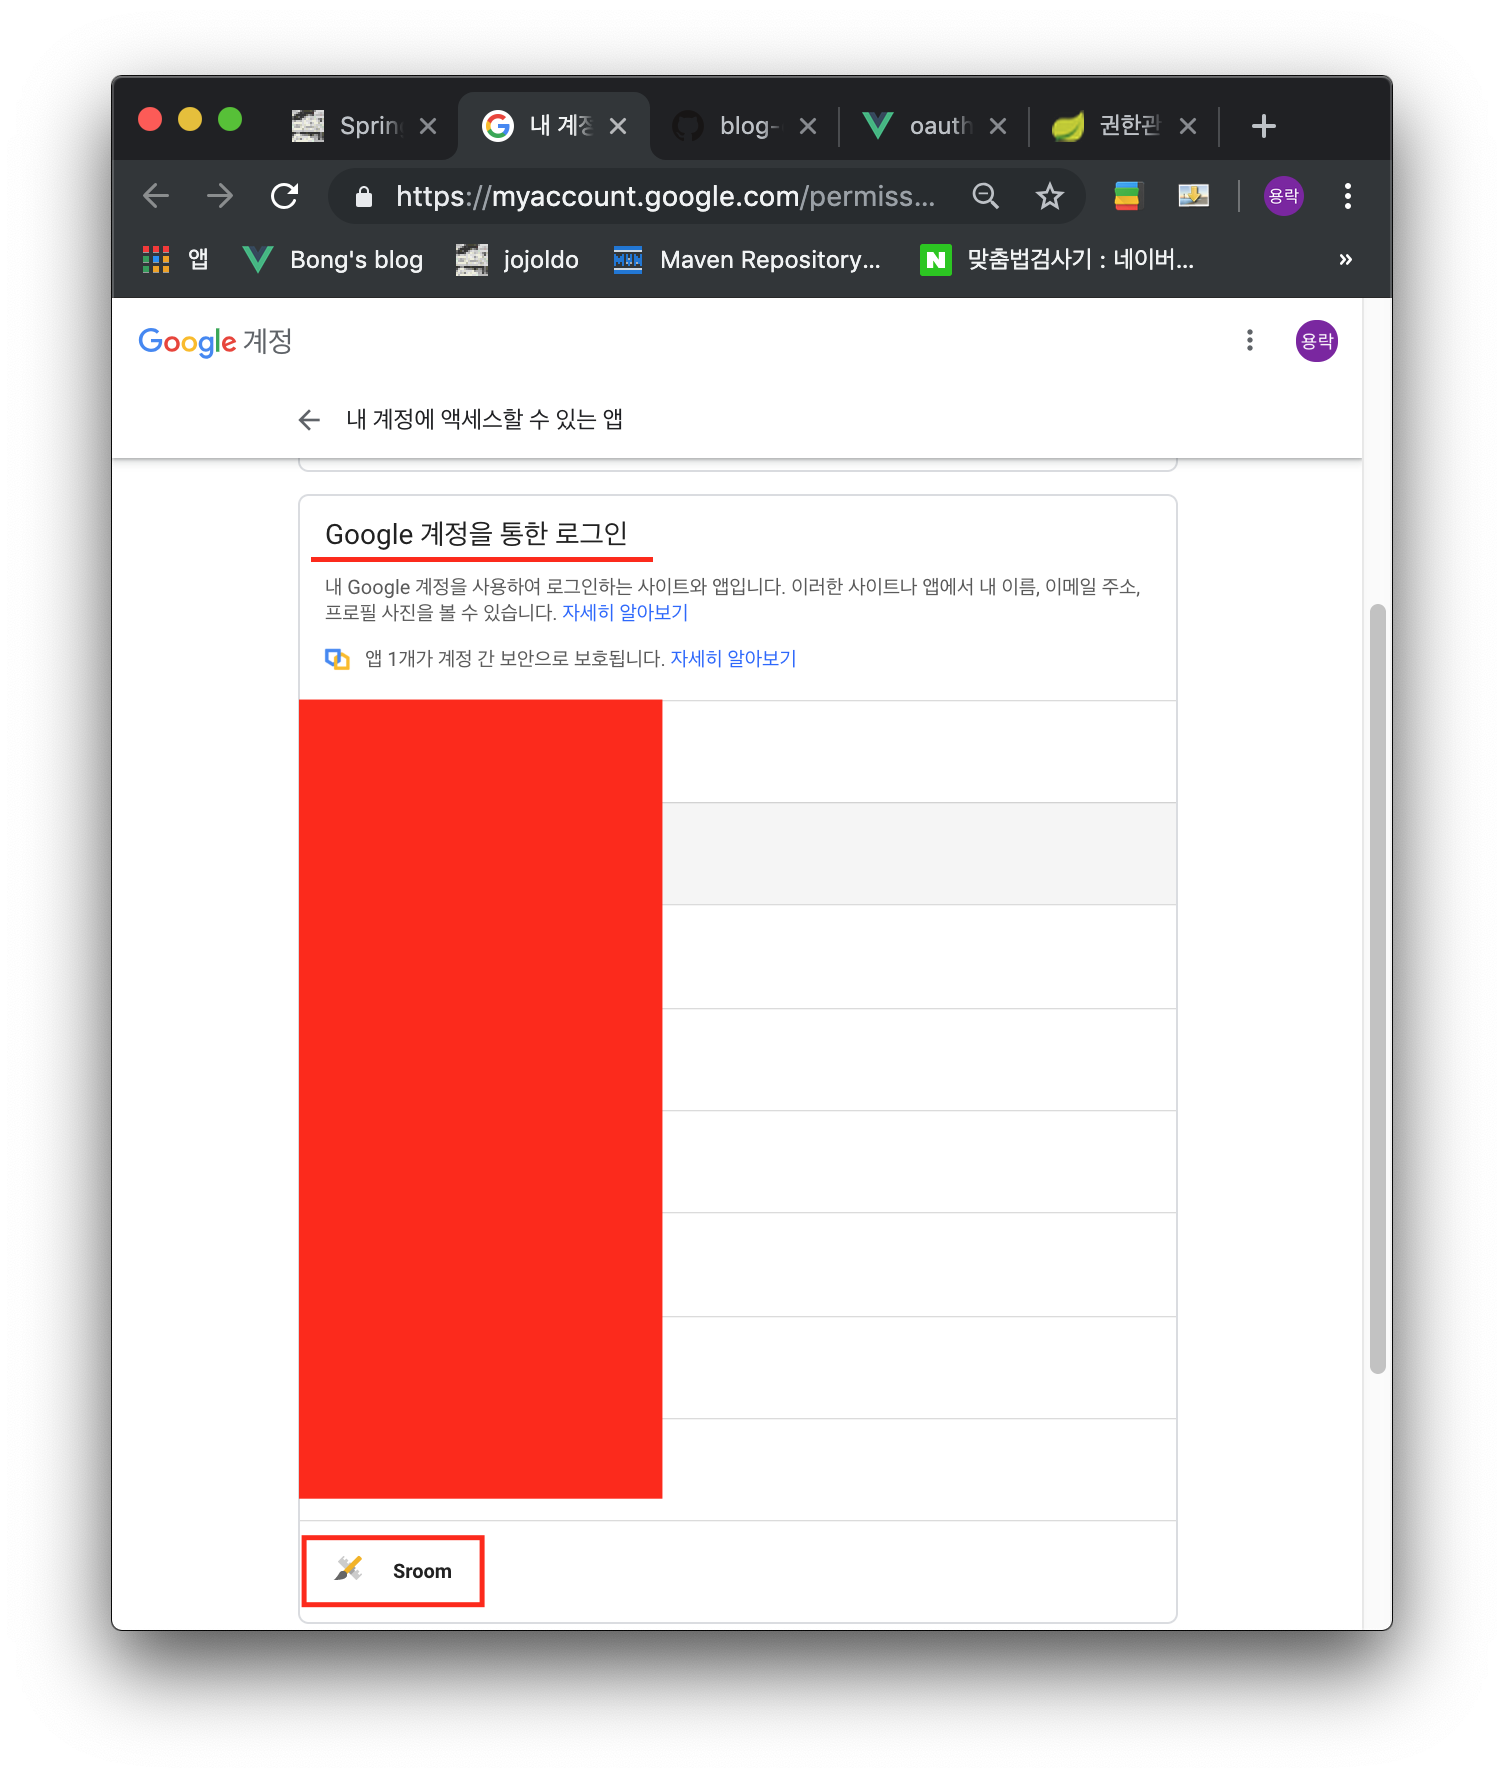 Spring
내 계정
blog-
oauth
권한관
https://myaccount.google.com/permiss...
용락
앱
Bong's blog
jojoldo
MVN
Maven Repository...
N
맞춤법검사기 : 네이버...
»
Google 계정
용락
내 계정에 액세스할 수 있는 앱
Google 계정을 통한 로그인
내 Google 계정을 사용하여 로그인하는 사이트와 앱입니다. 이러한 사이트나 앱에서 내 이름, 이메일 주소,
프로필 사진을 볼 수 있습니다. 자세히 알아보기
앱 1개가 계정 간 보안으로 보호됩니다. 자세히 알아보기
Sroom